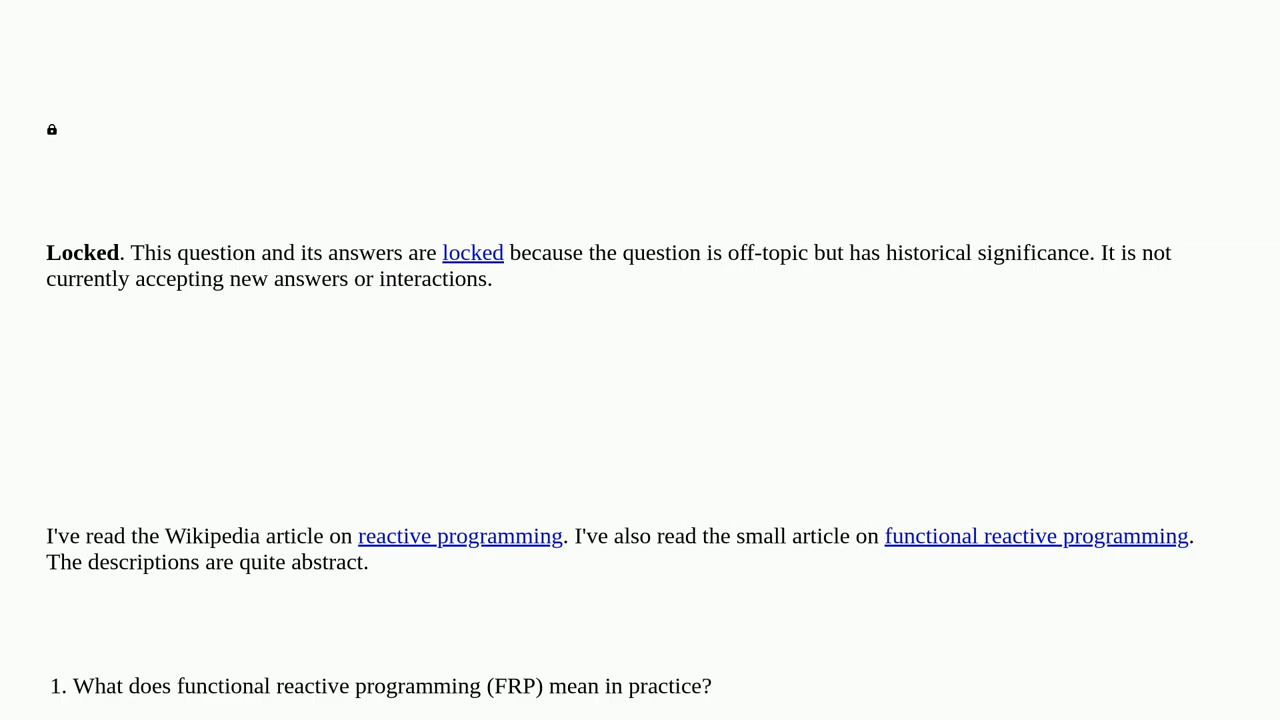 Locked. This question and its answers are locked because the question is off-topic but has historical significance. It is not
currently accepting new answers or interactions.
I've read the Wikipedia article on reactive programming. I've also read the small article on functional reactive programming.
The descriptions are quite abstract.
1. What does functional reactive programming (FRP) mean in practice?